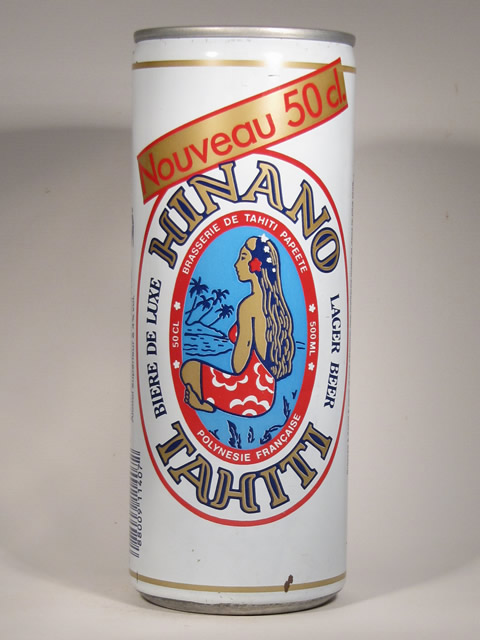 Nouveau 50 cl.
HINANO
BRASSERIE DE TAHITI PAPEETE
BIERE DE LUXE
50 CL
500 ML
LAGER BEER
POLYNESIE FRANCAISE
TAHITI